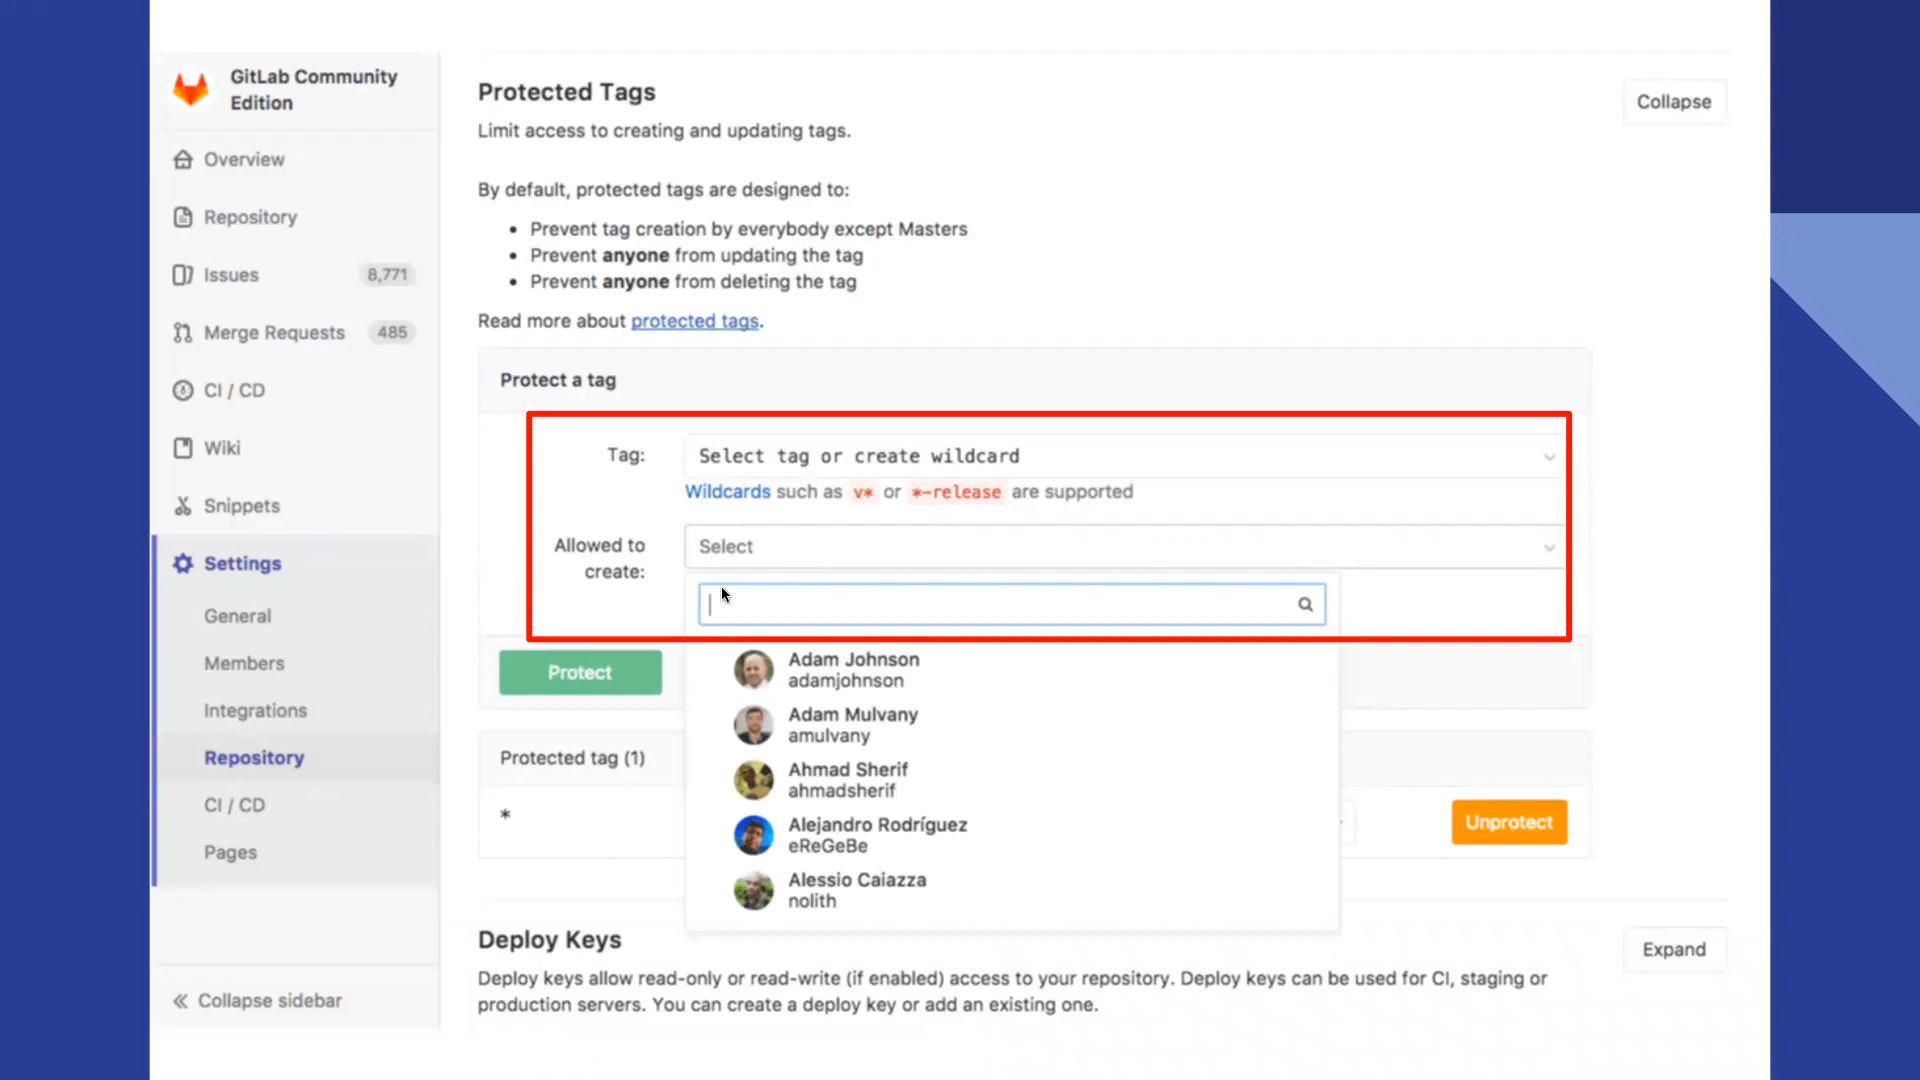 GitLab Community
Edition
Overview
Repository
Issues 8,771
Merge Requests 485
CI / CD
Wiki
Snippets
Settings
General
Members
Integrations
Repository
CI / CD
Pages
Collapse sidebar
Protected Tags
Collapse
Limit access to creating and updating tags.
By default, protected tags are designed to:
• Prevent tag creation by everybody except Masters
• Prevent anyone from updating the tag
• Prevent anyone from deleting the tag
Read more about protected tags.
Protect a tag
Tag: Select tag or create wildcard
Wildcards such as v* or *-release are supported
Allowed to
create:
Select
Adam Johnson
adamjohnson
Adam Mulvany
amulvany
Ahmad Sherif
ahmadsherif
Alejandro Rodríguez
eReGeBe
Alessio Caiazza
nolith
Protect
Protected tag (1)
*
Unprotect
Deploy Keys
Expand
Deploy keys allow read-only or read-write (if enabled) access to your repository. Deploy keys can be used for CI, staging or
production servers. You can create a deploy key or add an existing one.